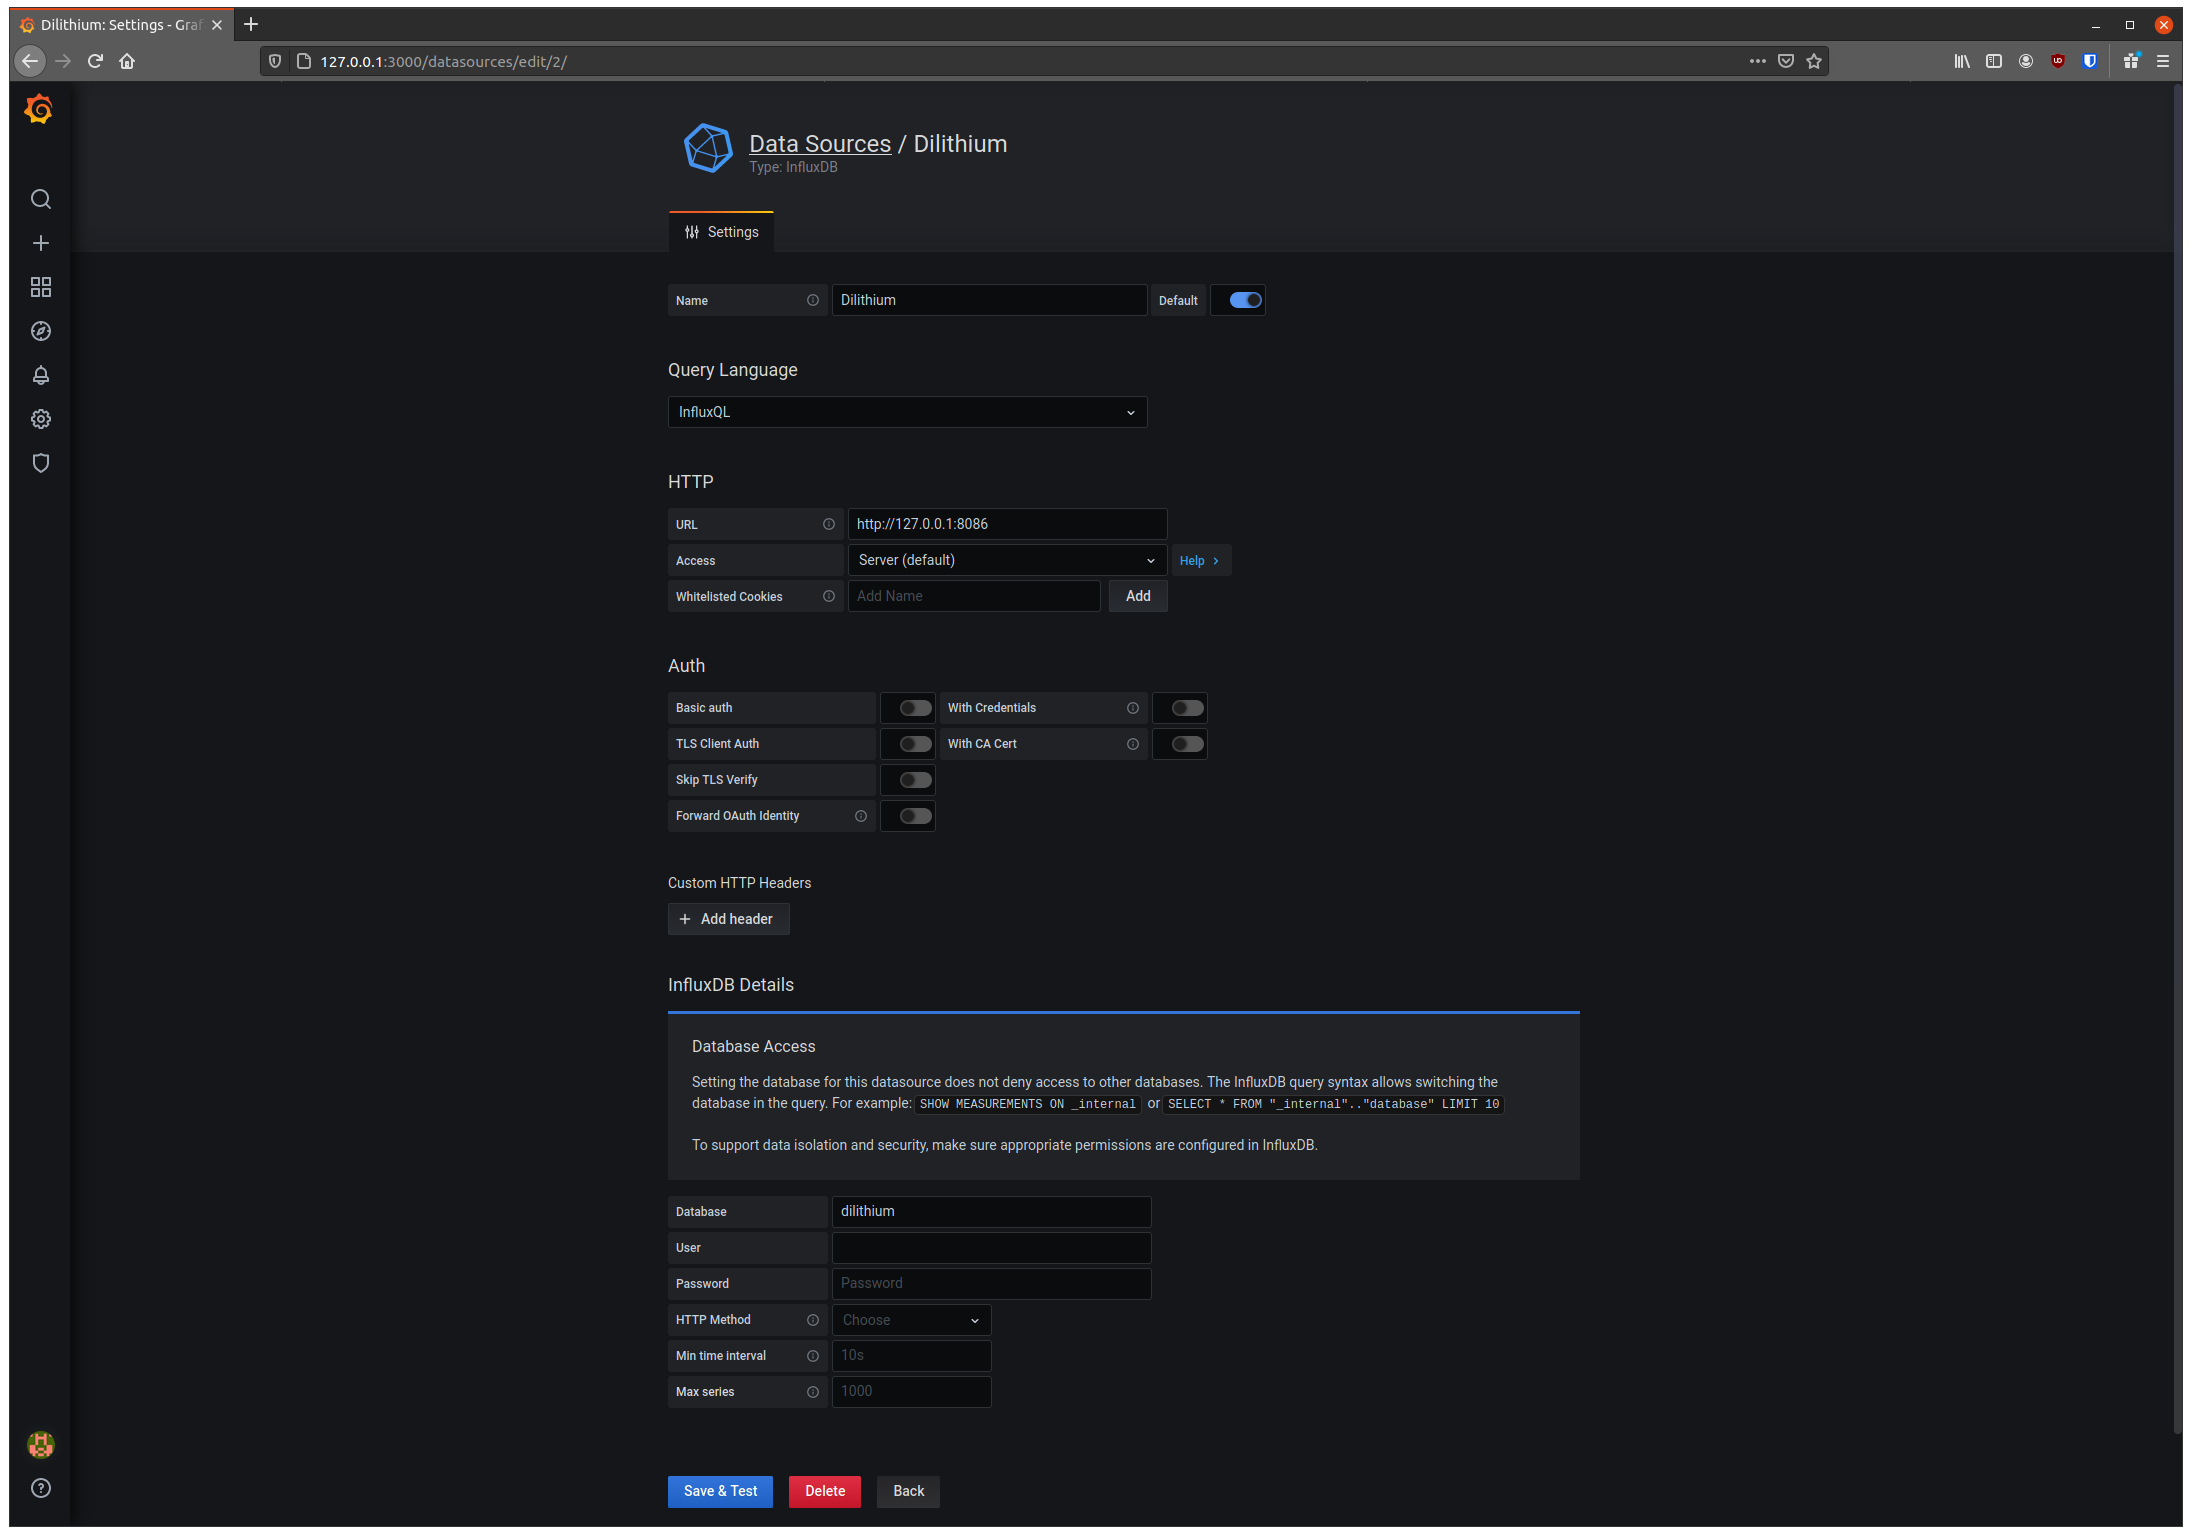 Dilithium: Settings - Graf
127.0.0.1:3000/datasources/edit/2/
Data Sources / Dilithium
Type: InfluxDB
Settings
Name Dilithium Default
Query Language
InfluxQL
HTTP
URL http://127.0.0.1:8086
Access Server (default) Help >
Whitelisted Cookies Add Name Add
Auth
Basic auth With Credentials
TLS Client Auth With CA Cert
Skip TLS Verify
Forward OAuth Identity
Custom HTTP Headers
+ Add header
InfluxDB Details
Database Access
Setting the database for this datasource does not deny access to other databases. The InfluxDB query syntax allows switching the
database in the query. For example: SHOW MEASUREMENTS ON _internal or SELECT * FROM "_internal".."database" LIMIT 10
To support data isolation and security, make sure appropriate permissions are configured in InfluxDB.
Database dilithium
User
Password Password
HTTP Method Choose
Min time interval 10s
Max series 1000
Save & Test Delete Back